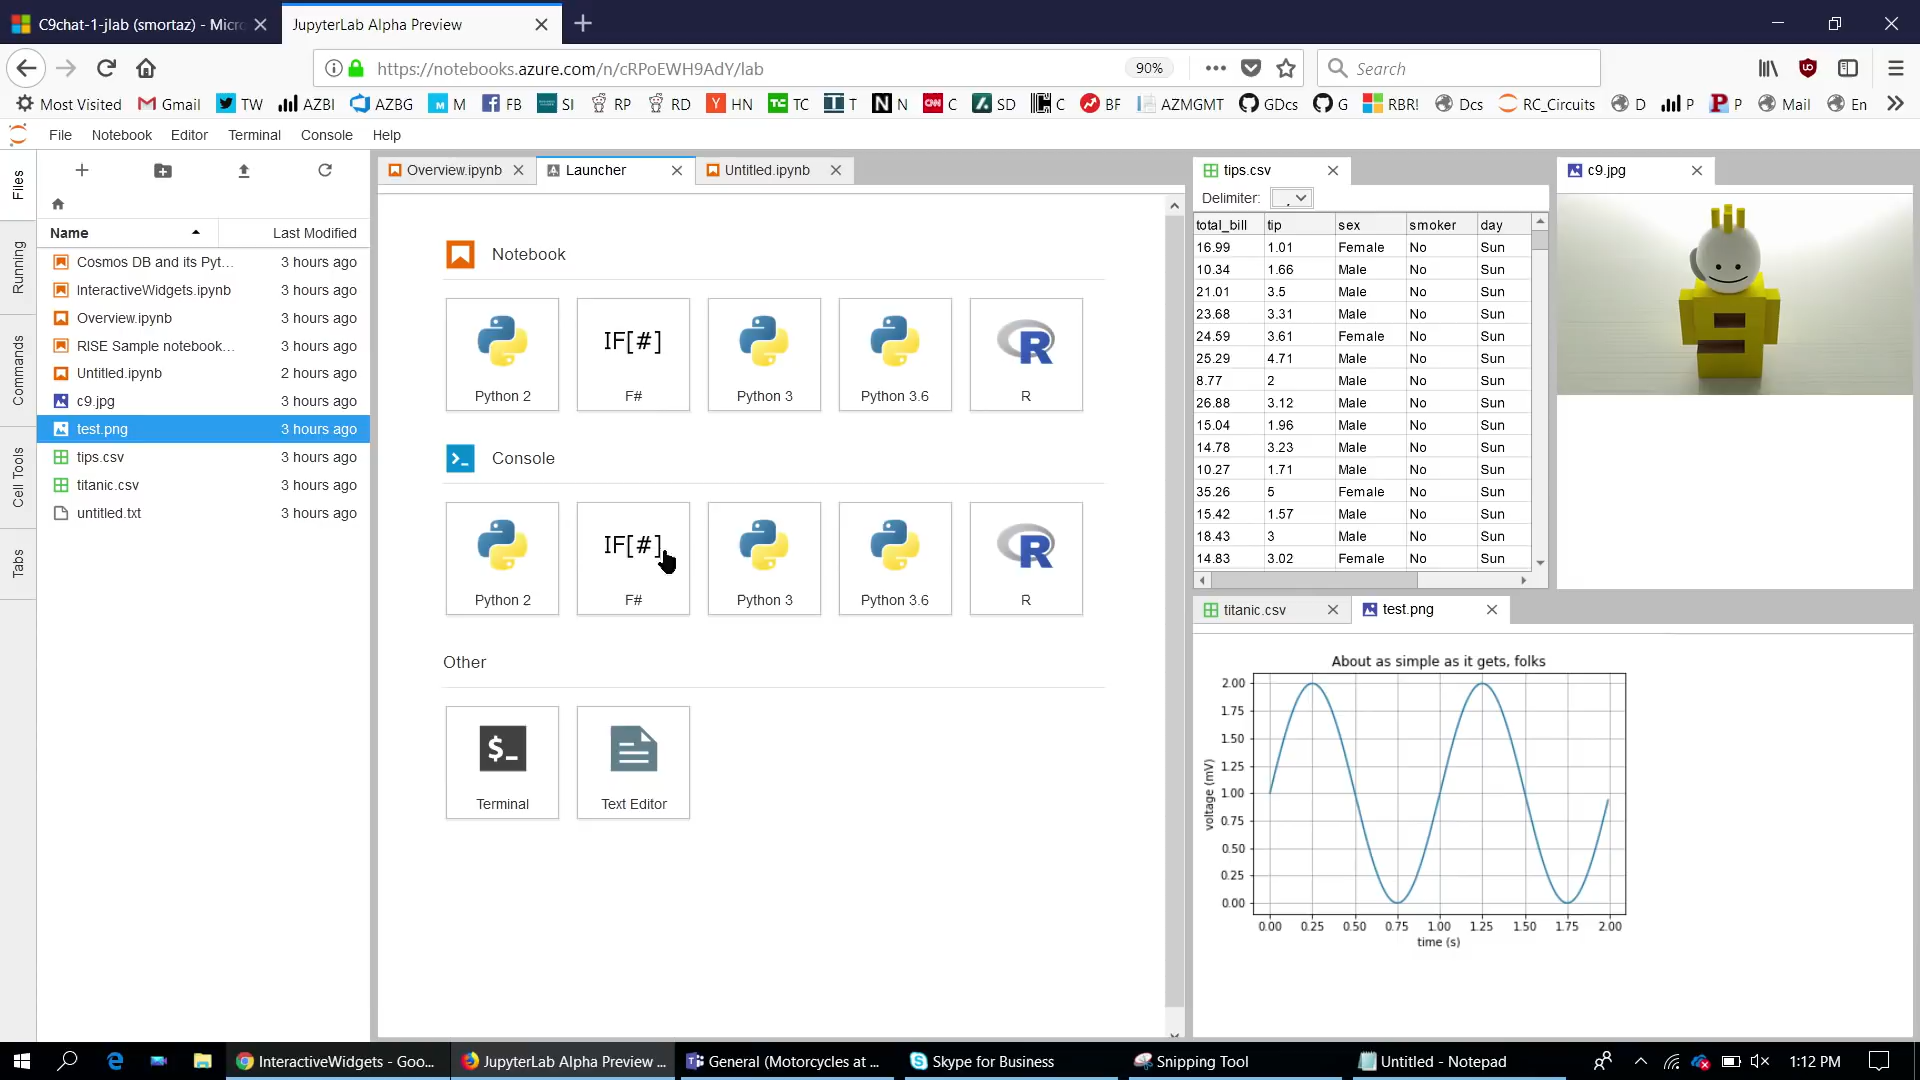 C9chat-1-jlab (smortaz) - Micro
JupyterLab Alpha Preview
https://notebooks.azure.com/n/cRPoEWH9AdY/lab
90%
Search
Most Visited Gmail TW AZBI AZBG M FB SI RP RD HN TC T N C SD C BF AZMGMT GDcs G RBR! Dcs RC_Circuits D P P Mail En
File Notebook Editor Terminal Console Help
Files
Running
Commands
Cell Tools
Tabs
Name Last Modified
Cosmos DB and its Pyt... 3 hours ago
InteractiveWidgets.ipynb 3 hours ago
Overview.ipynb 3 hours ago
RISE Sample notebook... 3 hours ago
Untitled.ipynb 2 hours ago
c9.jpg 3 hours ago
test.png 3 hours ago
tips.csv 3 hours ago
titanic.csv 3 hours ago
untitled.txt 3 hours ago
Overview.ipynb Launcher Untitled.ipynb
Notebook
IF[#]
R
Python 2 F# Python 3 Python 3.6 R
Console
IF[#]
R
Python 2 F# Python 3 Python 3.6 R
Other
$_
Terminal Text Editor
tips.csv
Delimiter: ,
total_bill tip sex smoker day
16.99 1.01 Female No Sun
10.34 1.66 Male No Sun
21.01 3.5 Male No Sun
23.68 3.31 Male No Sun
24.59 3.61 Female No Sun
25.29 4.71 Male No Sun
8.77 2 Male No Sun
26.88 3.12 Male No Sun
15.04 1.96 Male No Sun
14.78 3.23 Male No Sun
10.27 1.71 Male No Sun
35.26 5 Female No Sun
15.42 1.57 Male No Sun
18.43 3 Male No Sun
14.83 3.02 Female No Sun
c9.jpg
titanic.csv test.png
About as simple as it gets, folks
2.00
1.75
1.50
1.25
1.00
0.75
0.50
0.25
0.00
voltage (mV)
0.00 0.25 0.50 0.75 1.00 1.25 1.50 1.75 2.00
time (s)
InteractiveWidgets - Goo... JupyterLab Alpha Preview ... General (Motorcycles at ... Skype for Business Snipping Tool Untitled - Notepad 1:12 PM